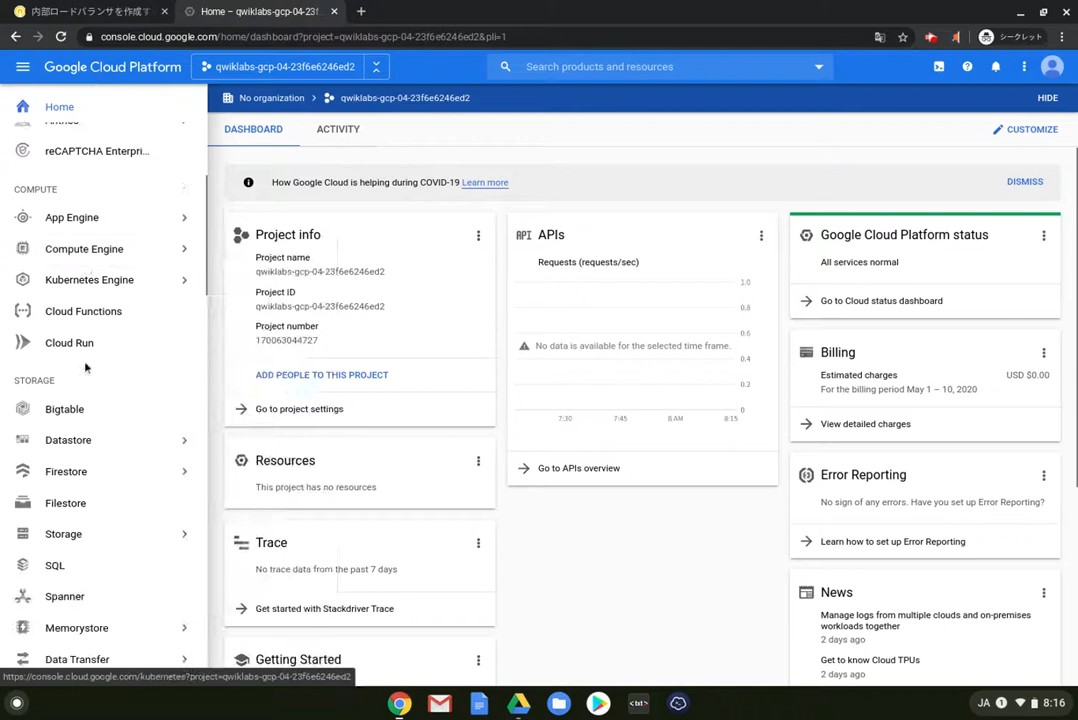 内部ロードバランサを作成す
Home – qwiklabs-gcp-04-23f
console.cloud.google.com/home/dashboard?project=qwiklabs-gcp-04-23f6e6246ed2&pli=1
シークレット
Google Cloud Platform
qwiklabs-gcp-04-23f6e6246ed2
Search products and resources
No organization
qwiklabs-gcp-04-23f6e6246ed2
HIDE
Home
reCAPTCHA Enterpri...
COMPUTE
App Engine
Compute Engine
Kubernetes Engine
Cloud Functions
Cloud Run
STORAGE
Bigtable
Datastore
Firestore
Filestore
Storage
SQL
Spanner
Memorystore
Data Transfer
DASHBOARD
ACTIVITY
CUSTOMIZE
How Google Cloud is helping during COVID-19 Learn more
DISMISS
Project info
Project name
qwiklabs-gcp-04-23f6e6246ed2
Project ID
qwiklabs-gcp-04-23f6e6246ed2
Project number
170063044727
ADD PEOPLE TO THIS PROJECT
Go to project settings
Resources
This project has no resources
Trace
No trace data from the past 7 days
Get started with Stackdriver Trace
Getting Started
API APIs
Requests (requests/sec)
1.0
0.8
0.6
No data is available for the selected time frame.
0.4
0.2
0
7:30
7:45
8 AM
8:15
Go to APIs overview
Google Cloud Platform status
All services normal
Go to Cloud status dashboard
Billing
Estimated charges
USD $0.00
For the billing period May 1 – 10, 2020
View detailed charges
Error Reporting
No sign of any errors. Have you set up Error Reporting?
Learn how to set up Error Reporting
News
Manage logs from multiple clouds and on-premises
workloads together
2 days ago
Get to know Cloud TPUs
2 days ago
https://console.cloud.google.com/kubernetes?project=qwiklabs-gcp-04-23f6e6246ed2
<txt>
JA
1
8:16